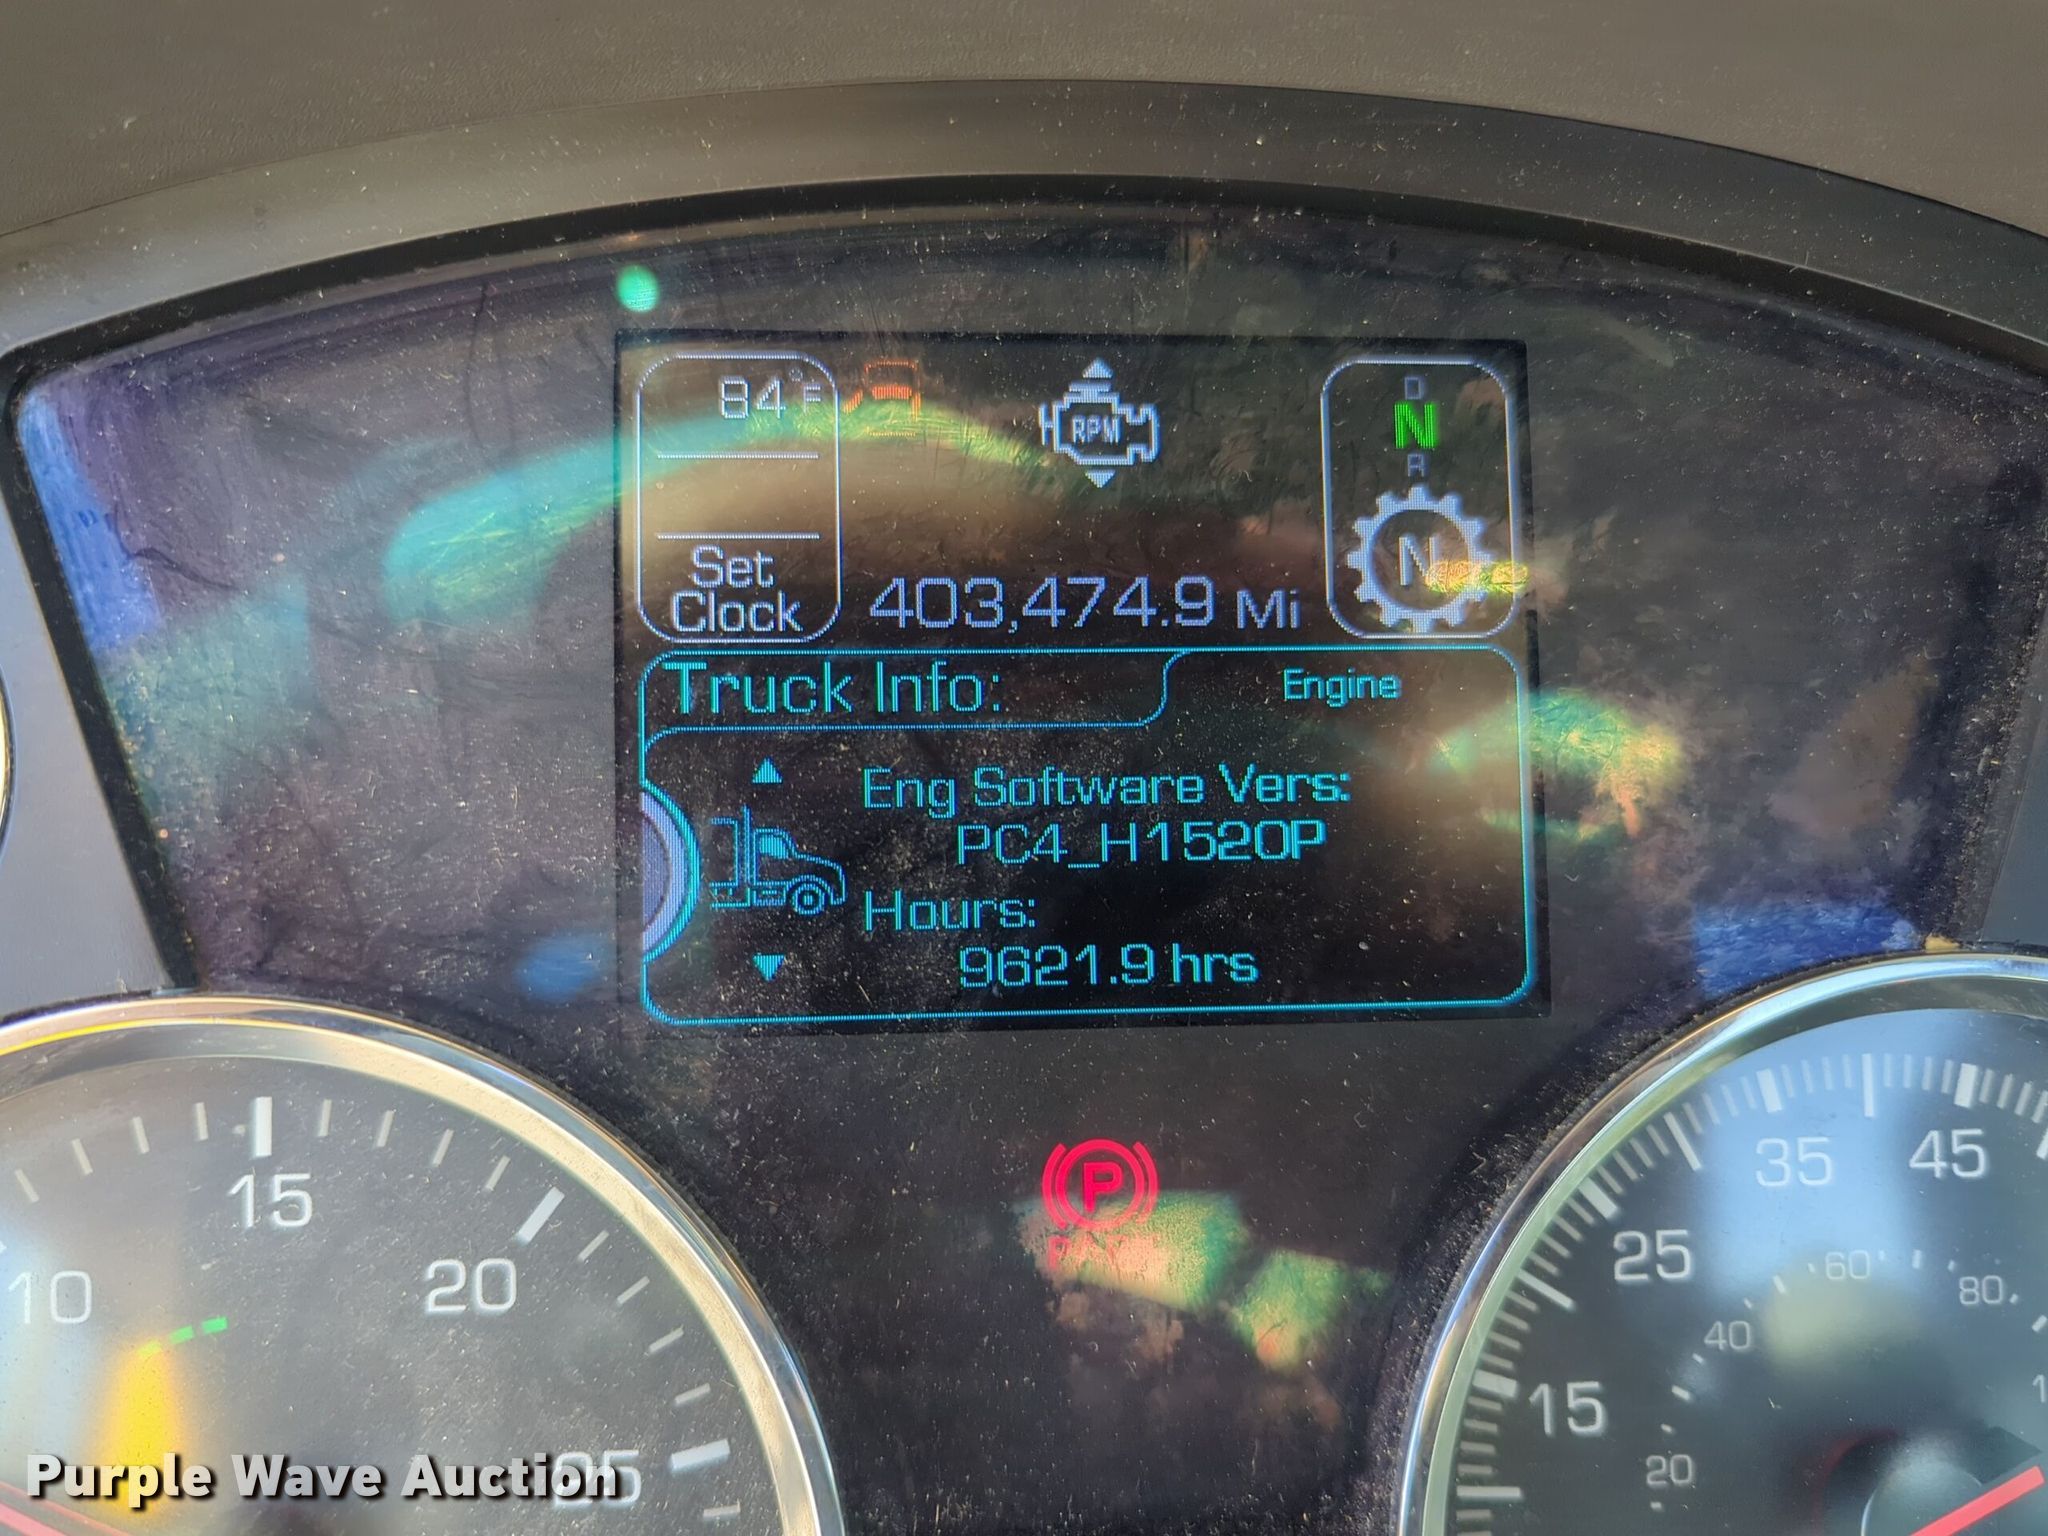 84°F
RPM
D
N
R
N
Set
Clock
403,474.9 Mi
Truck Info:
Engine
Eng Software Vers:
PC4_H1520P
Hours:
9621.9 hrs
P
10
15
20
25
15
25
35
45
20
40
60
80
Purple Wave Auction